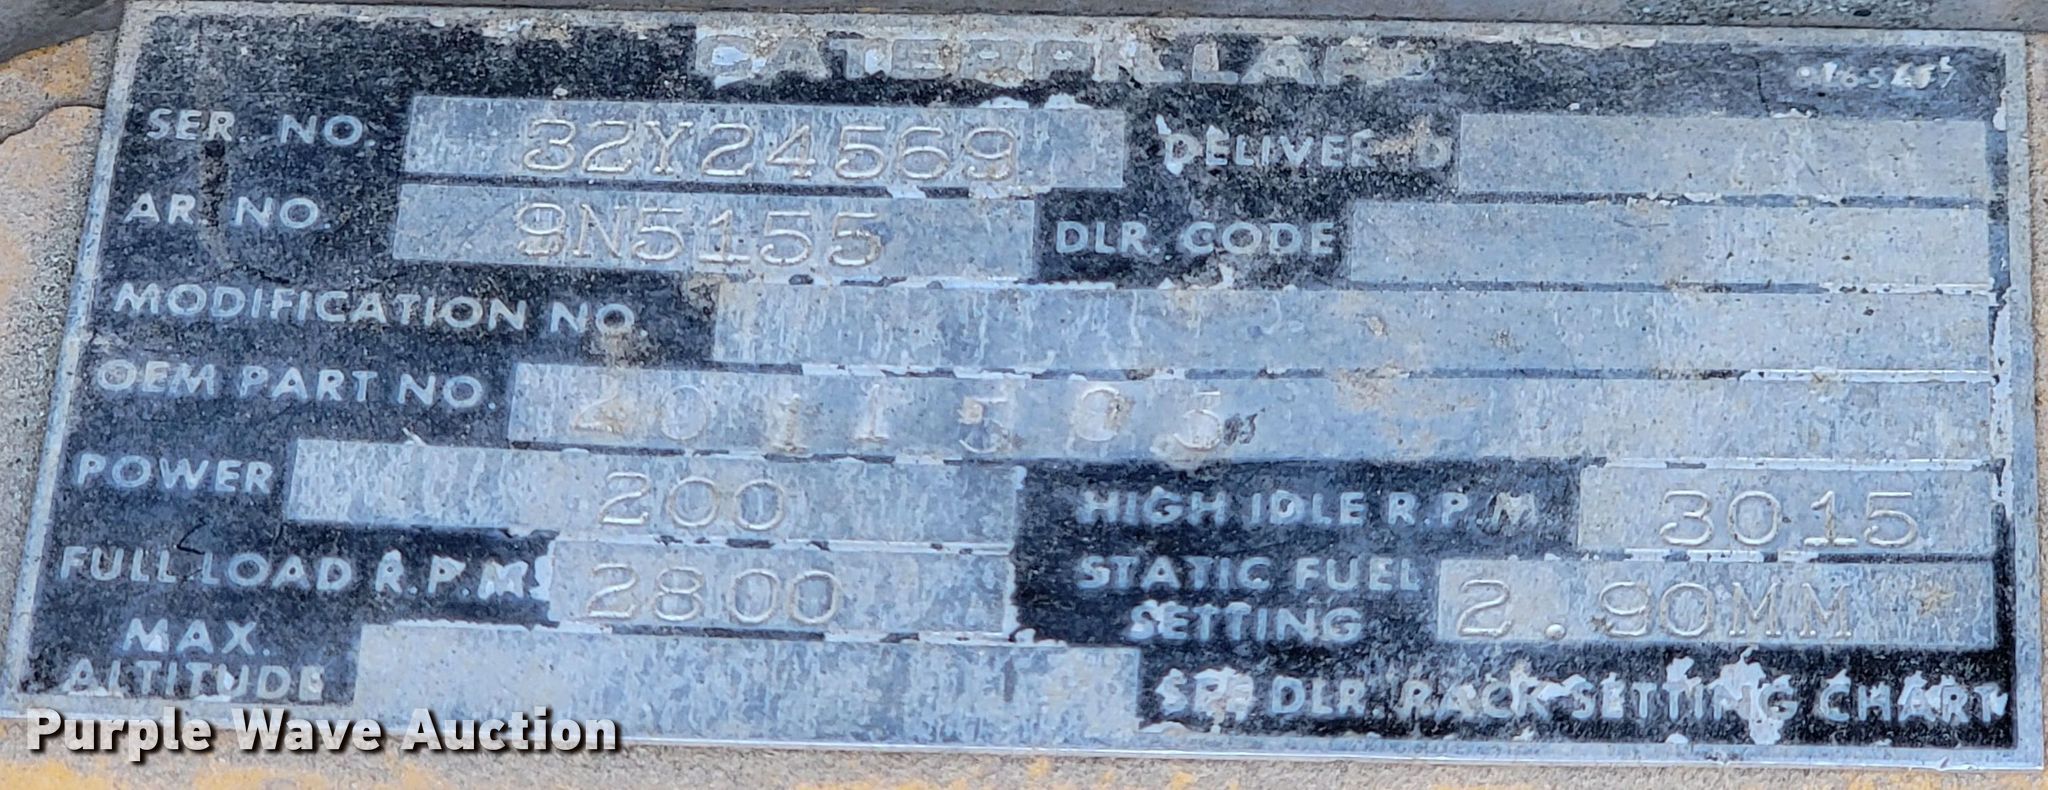 CATERPILLAR
SER. NO. 32Y24569 DELIVERED
AR. NO. 9N5155 DLR. CODE
MODIFICATION NO.
OEM PART NO.
POWER 200 HIGH IDLE R.P.M. 3015
FULL LOAD R.P.M. 2800 STATIC FUEL SETTING 2.90MM *
MAX. ALTITUDE SEE DLR. RACK SETTING CHART
Purple Wave Auction